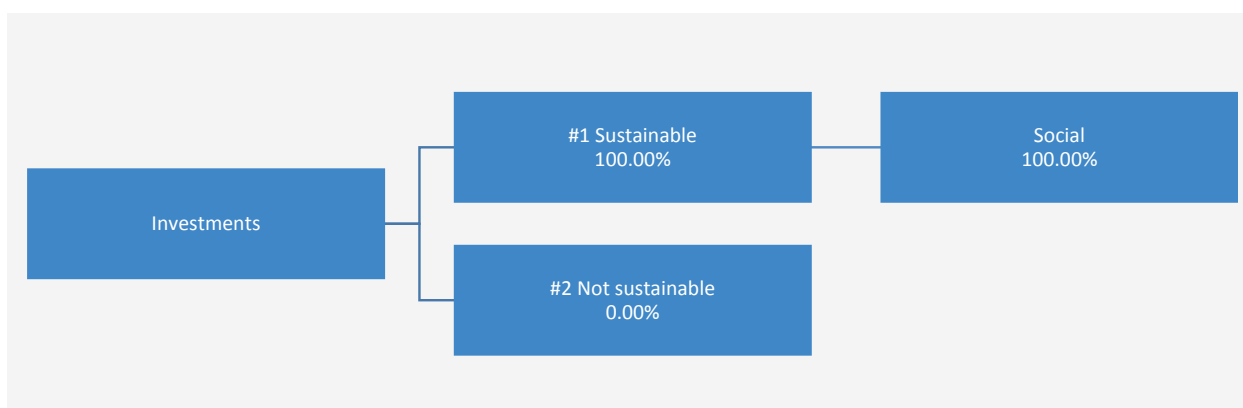 Investments
#1 Sustainable
100.00%
Social
100.00%
#2 Not sustainable
0.00%